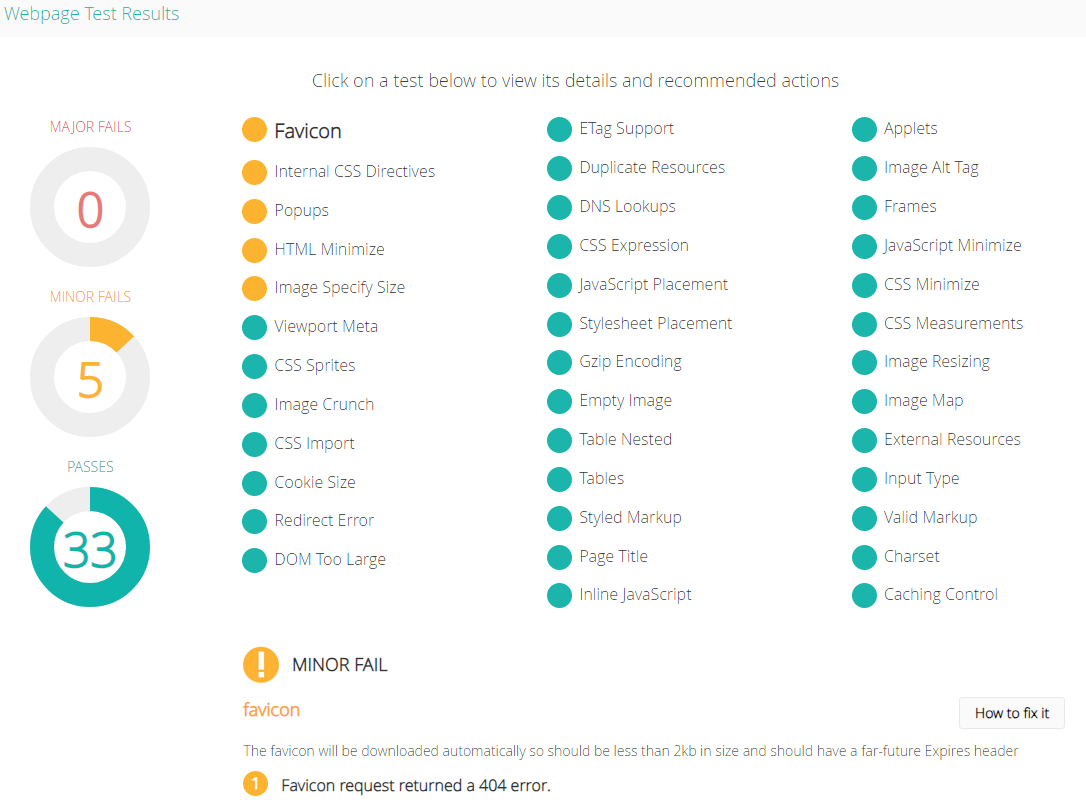 Webpage Test Results
Click on a test below to view its details and recommended actions
MAJOR FAILS
0
MINOR FAILS
5
PASSES
33
Favicon
Internal CSS Directives
Popups
HTML Minimize
Image Specify Size
Viewport Meta
CSS Sprites
Image Crunch
CSS Import
Cookie Size
Redirect Error
DOM Too Large
ETag Support
Duplicate Resources
DNS Lookups
CSS Expression
JavaScript Placement
Stylesheet Placement
Gzip Encoding
Empty Image
Table Nested
Tables
Styled Markup
Page Title
Inline JavaScript
Applets
Image Alt Tag
Frames
JavaScript Minimize
CSS Minimize
CSS Measurements
Image Resizing
Image Map
External Resources
Input Type
Valid Markup
Charset
Caching Control
! MINOR FAIL
favicon
How to fix it
The favicon will be downloaded automatically so should be less than 2kb in size and should have a far-future Expires header
1 Favicon request returned a 404 error.